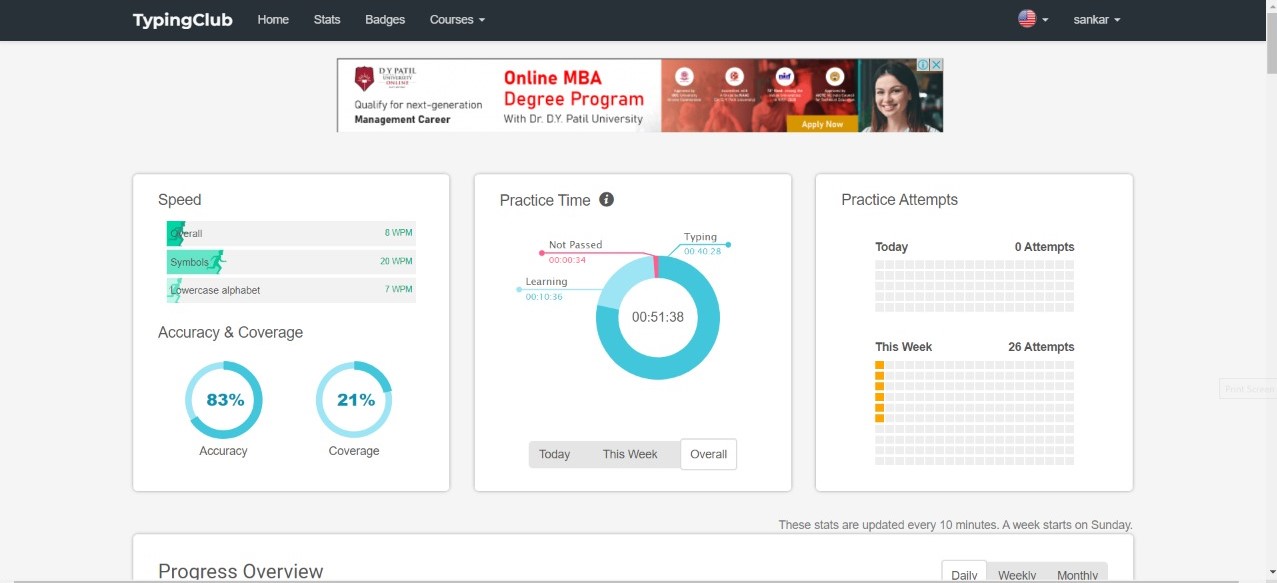 TypingClub Home Stats Badges Courses sankar
D Y PATIL
UNIVERSITY
ONLINE
Qualify for next-generation
Management Career
Online MBA
Degree Program
With Dr. D.Y. Patil University
Apply Now
Speed
Overall 8 WPM
Symbols 20 WPM
Lowercase alphabet 7 WPM
Accuracy & Coverage
83%
Accuracy
21%
Coverage
Practice Time
Typing
00:40:28
Not Passed
00:00:34
Learning
00:10:36
00:51:38
Today This Week Overall
Practice Attempts
Today 0 Attempts
This Week 26 Attempts
Print Screen
These stats are updated every 10 minutes. A week starts on Sunday.
Progress Overview
Daily Weekly Monthly